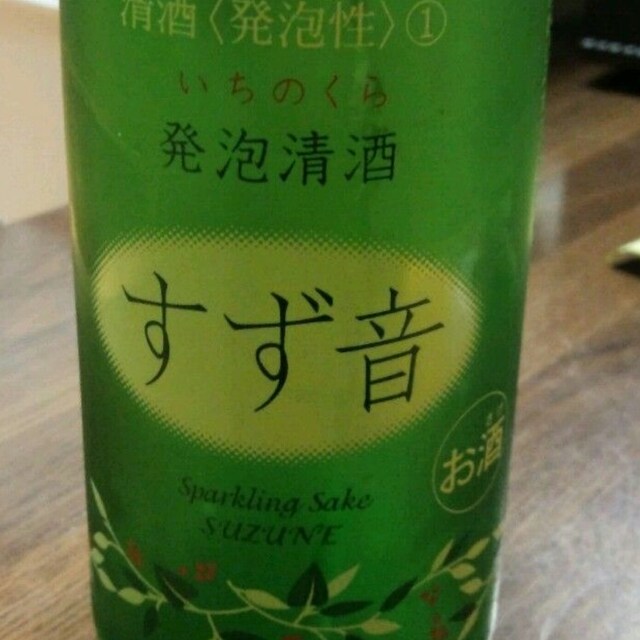 清酒〈発泡性〉①
いちのくら
発泡清酒
すず音
お酒
Sparkling Sake
SUZUNE